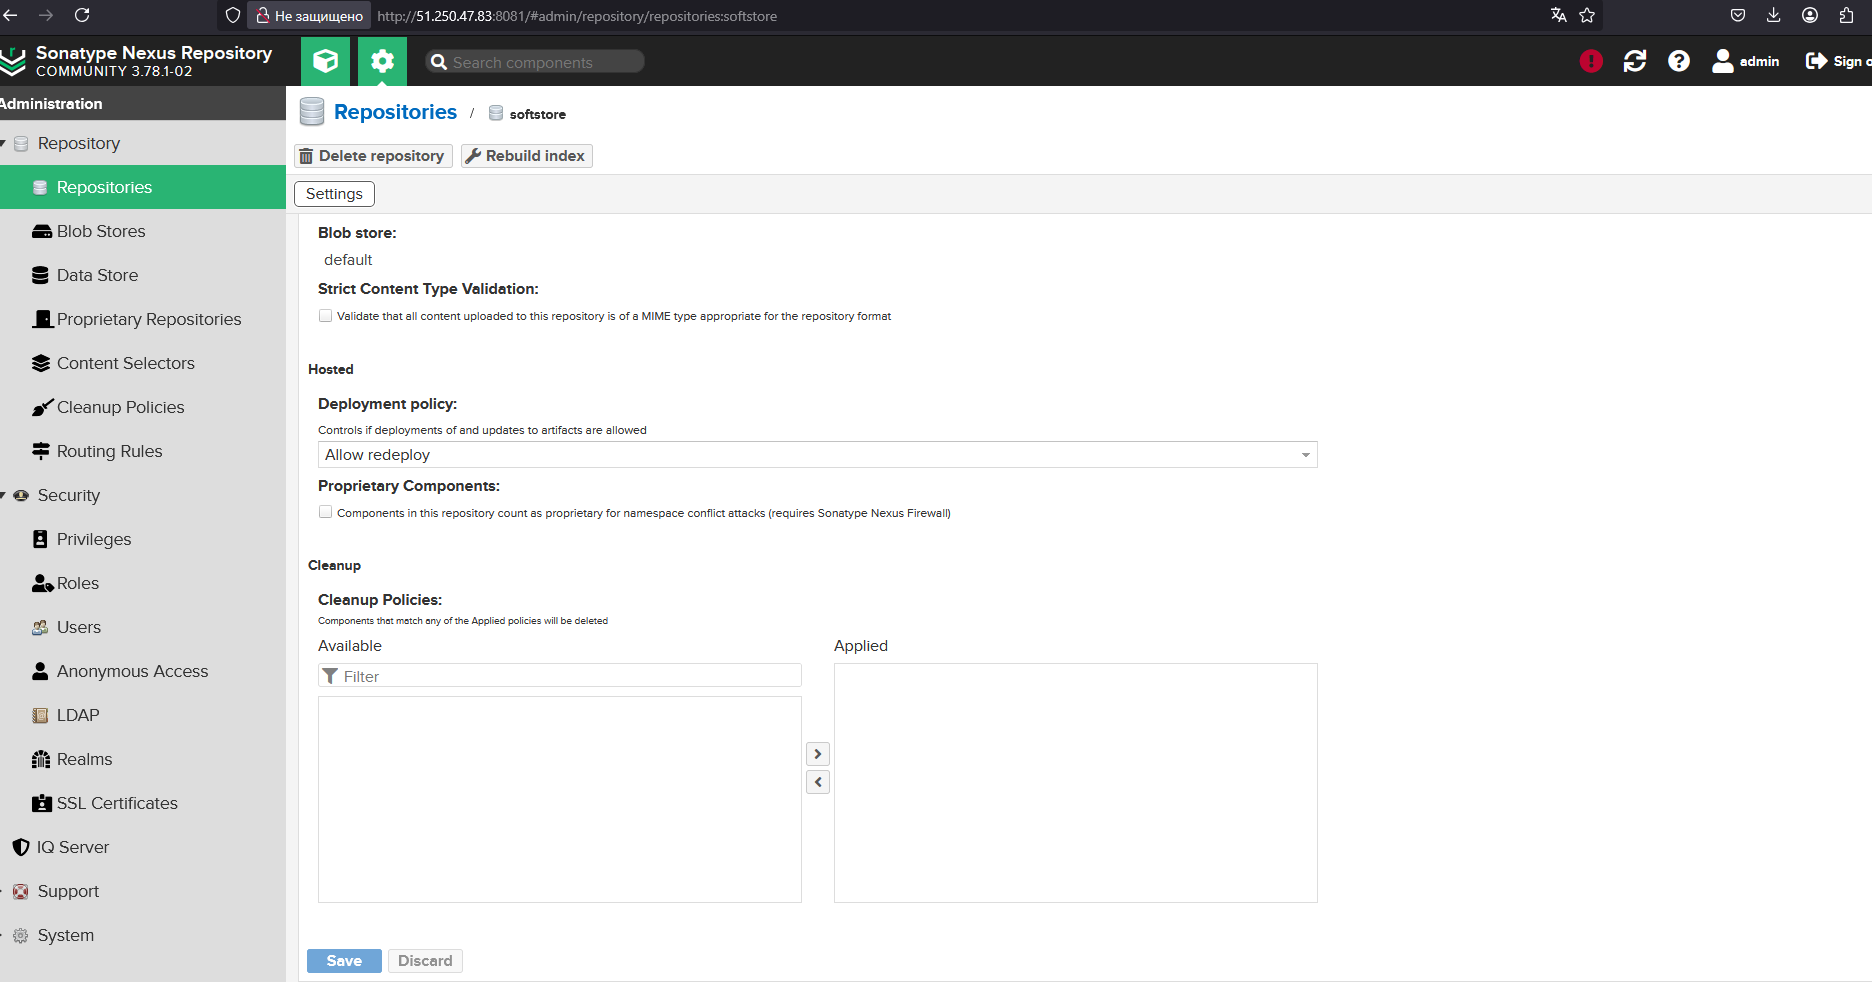 Не защищено
http://51.250.47.83:8081/#admin/repository/repositories:softstore
Sonatype Nexus Repository
COMMUNITY 3.78.1-02
Search components
admin
Sign o
Administration
Repository
Repositories
Blob Stores
Data Store
Proprietary Repositories
Content Selectors
Cleanup Policies
Routing Rules
Security
Privileges
Roles
Users
Anonymous Access
LDAP
Realms
SSL Certificates
IQ Server
Support
System
Repositories / softstore
Delete repository
Rebuild index
Settings
Blob store:
default
Strict Content Type Validation:
Validate that all content uploaded to this repository is of a MIME type appropriate for the repository format
Hosted
Deployment policy:
Controls if deployments of and updates to artifacts are allowed
Allow redeploy
Proprietary Components:
Components in this repository count as proprietary for namespace conflict attacks (requires Sonatype Nexus Firewall)
Cleanup
Cleanup Policies:
Components that match any of the Applied policies will be deleted
Available
Applied
Filter
Save
Discard